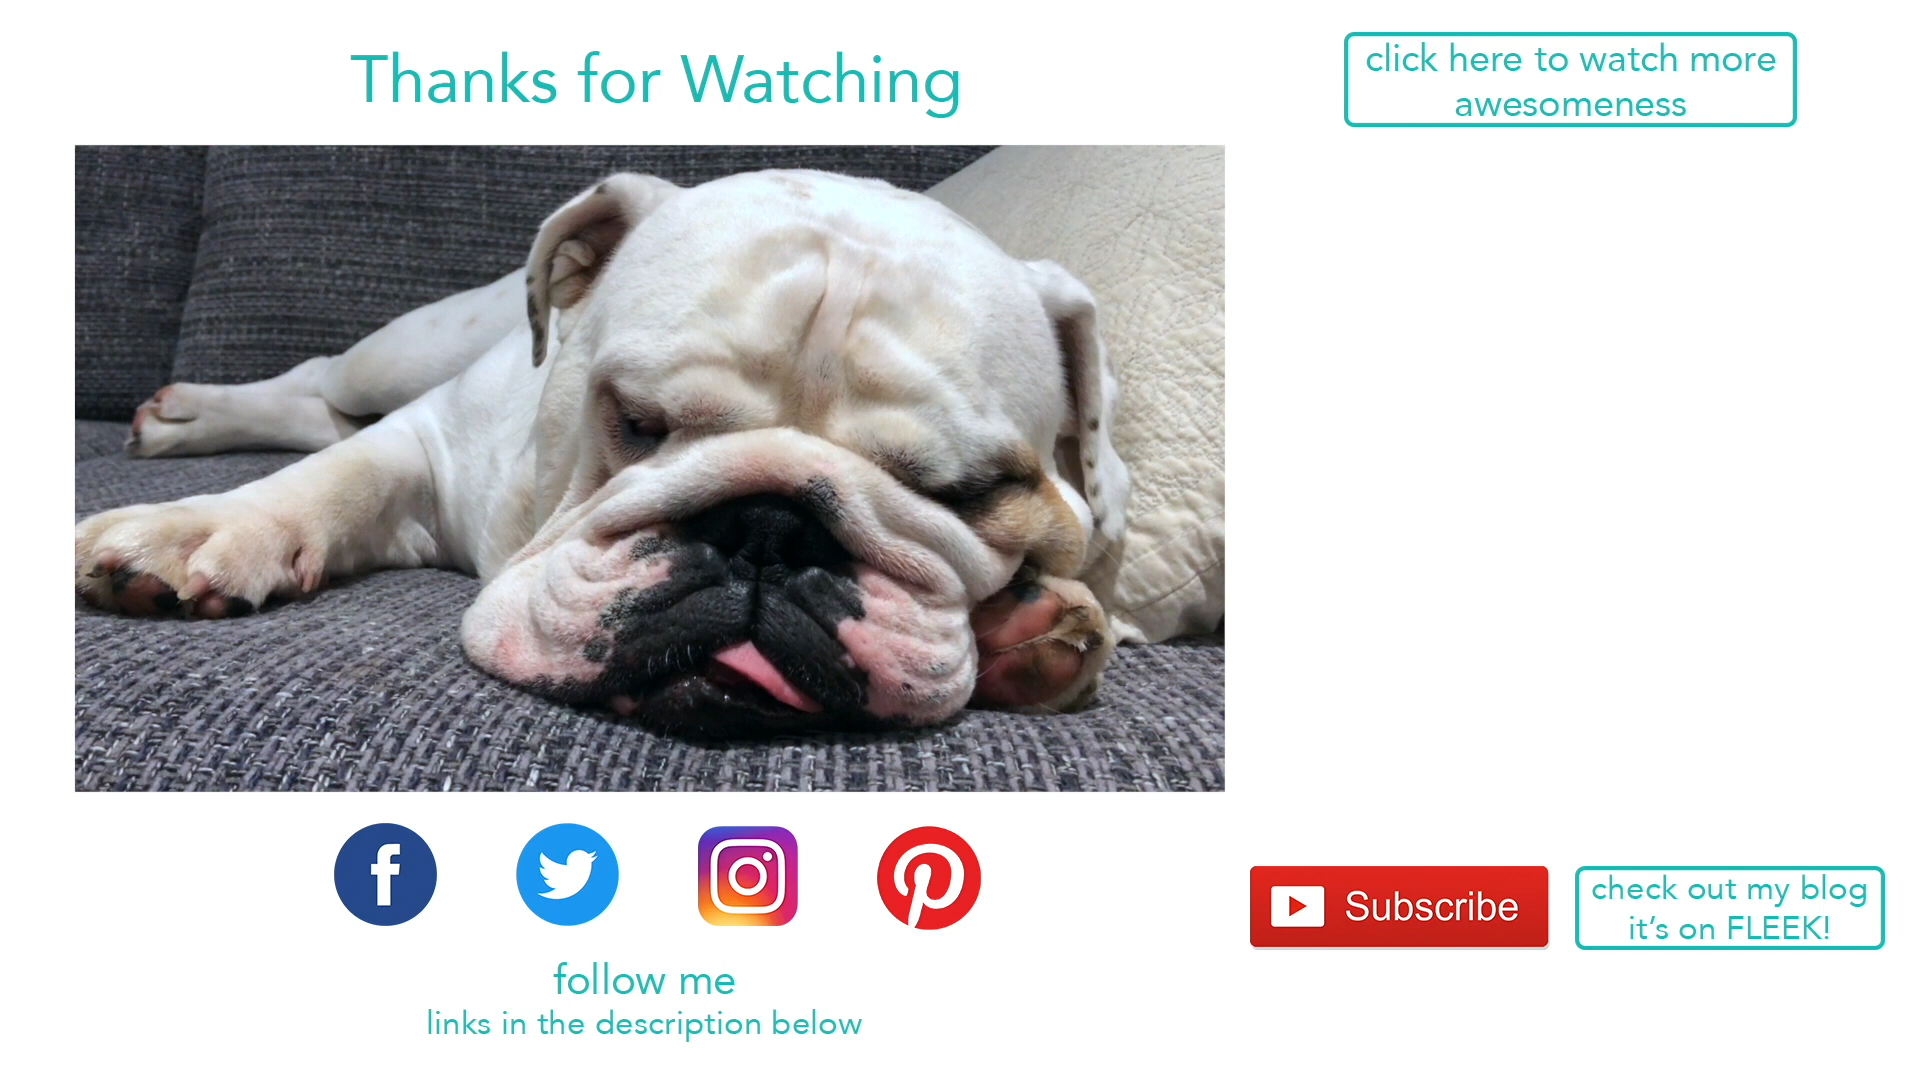 Thanks for Watching
click here to watch more
awesomeness
Subscribe
check out my blog
it's on FLEEK!
follow me
links in the description below